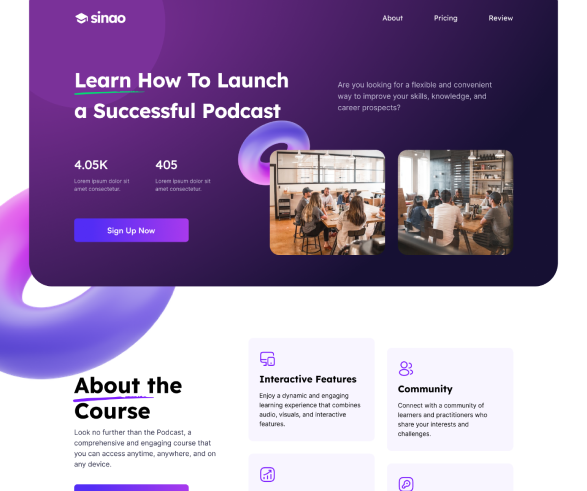 sinao
About
Pricing
Review
Learn How To Launch
a Successful Podcast
Are you looking for a flexible and convenient
way to improve your skills, knowledge, and
career prospects?
4.05K
405
Lorem ipsum dolor sit
amet consectetur.
Lorem ipsum dolor sit
amet consectetur.
Sign Up Now
About the
Course
Look no further than the Podcast, a
comprehensive and engaging course that
you can access anytime, anywhere, and on
any device.
Interactive Features
Enjoy a dynamic and engaging
learning experience that combines
audio, visuals, and interactive
features.
Community
Connect with a community of
learners and practitioners who
share your interests and
challenges.